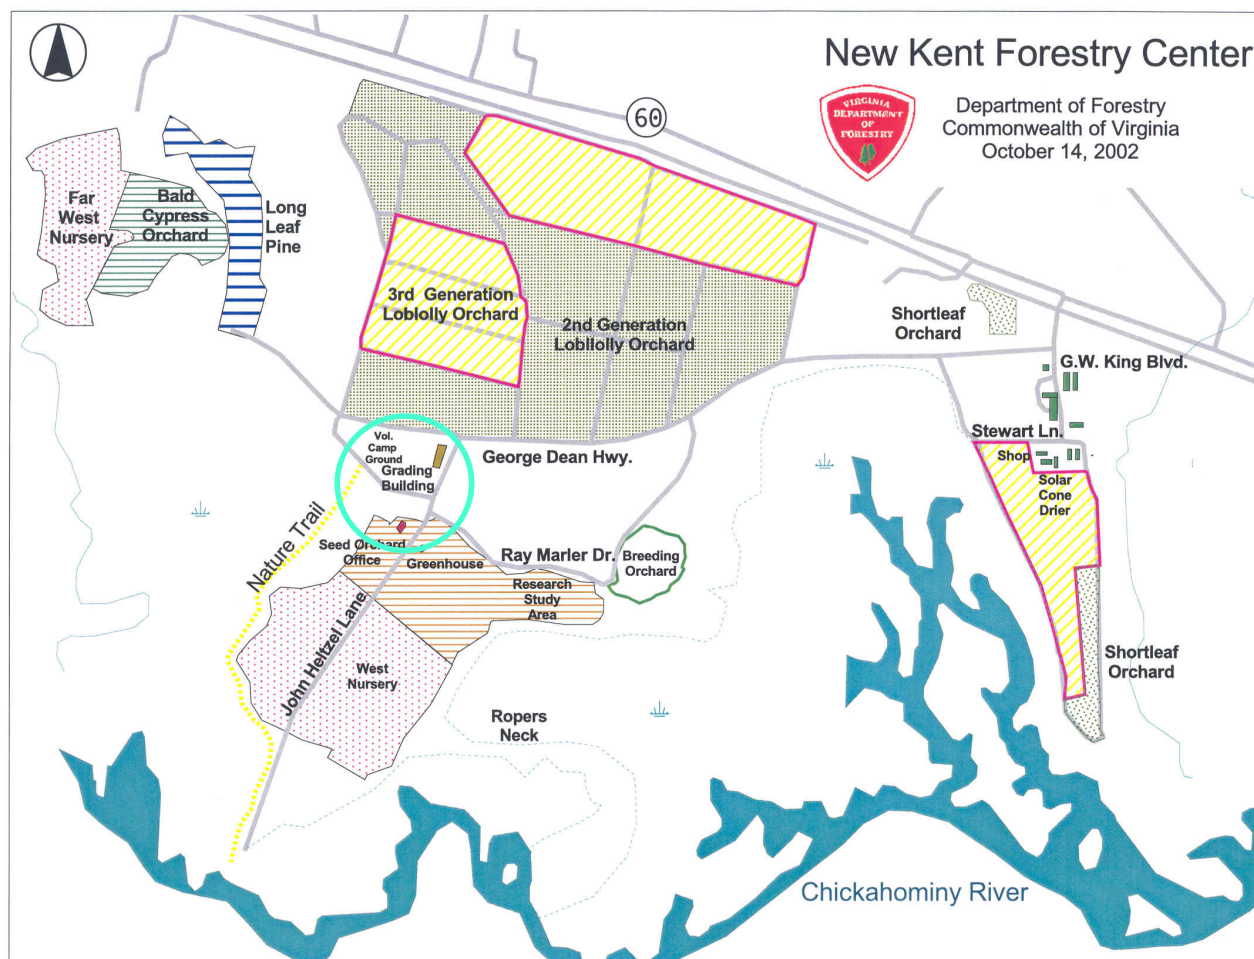 New Kent Forestry Center
VIRGINIA
DEPARTMENT
OF
FORESTRY
Department of Forestry
Commonwealth of Virginia
October 14, 2002
60
Far
West
Nursery
Bald
Cypress
Orchard
Long
Leaf
Pine
3rd Generation
Loblolly Orchard
2nd Generation
Lobllolly Orchard
Shortleaf
Orchard
G.W. King Blvd.
Stewart Ln.
Shop
Solar
Cone
Drier
Vol.
Camp
Ground
Grading
Building
George Dean Hwy.
Nature Trail
Seed Orchard
Office
Greenhouse
Ray Marler Dr.
Breeding
Orchard
Research
Study
Area
John Heltzel Lane
West
Nursery
Ropers
Neck
Shortleaf
Orchard
Chickahominy River